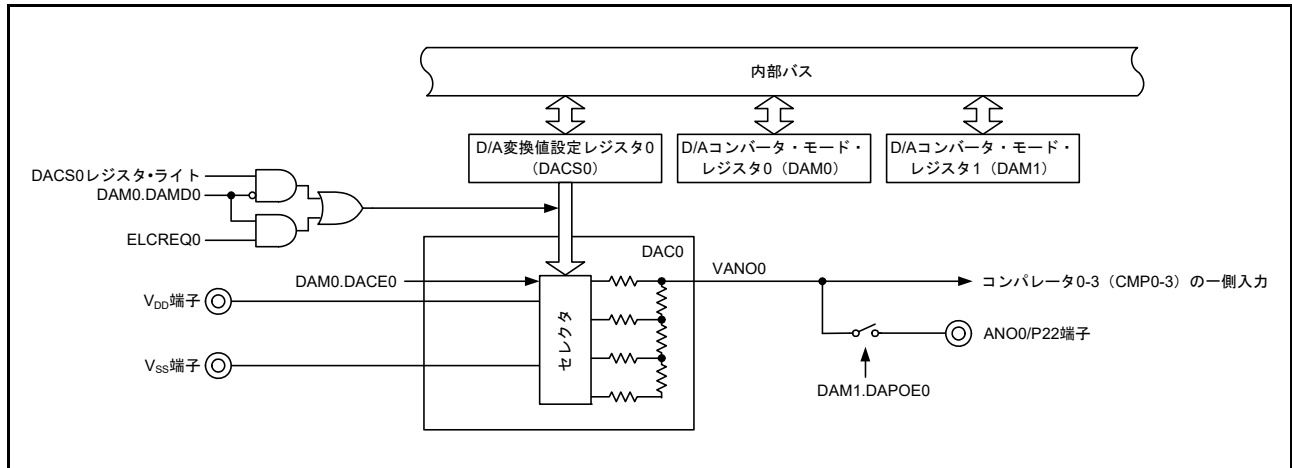 内部バス
D/A変換値設定レジスタ0
（DACS0）
D/Aコンバータ・モード・
レジスタ0（DAM0）
D/Aコンバータ・モード・
レジスタ1（DAM1）
DACS0レジスタ・ライト
DAM0.DAMD0
ELCREQ0
DAC0
DAM0.DACE0
VANO0
コンパレータ0-3（CMP0-3）の－側入力
VDD端子
セレクタ
ANO0/P22端子
VSS端子
DAM1.DAPOE0